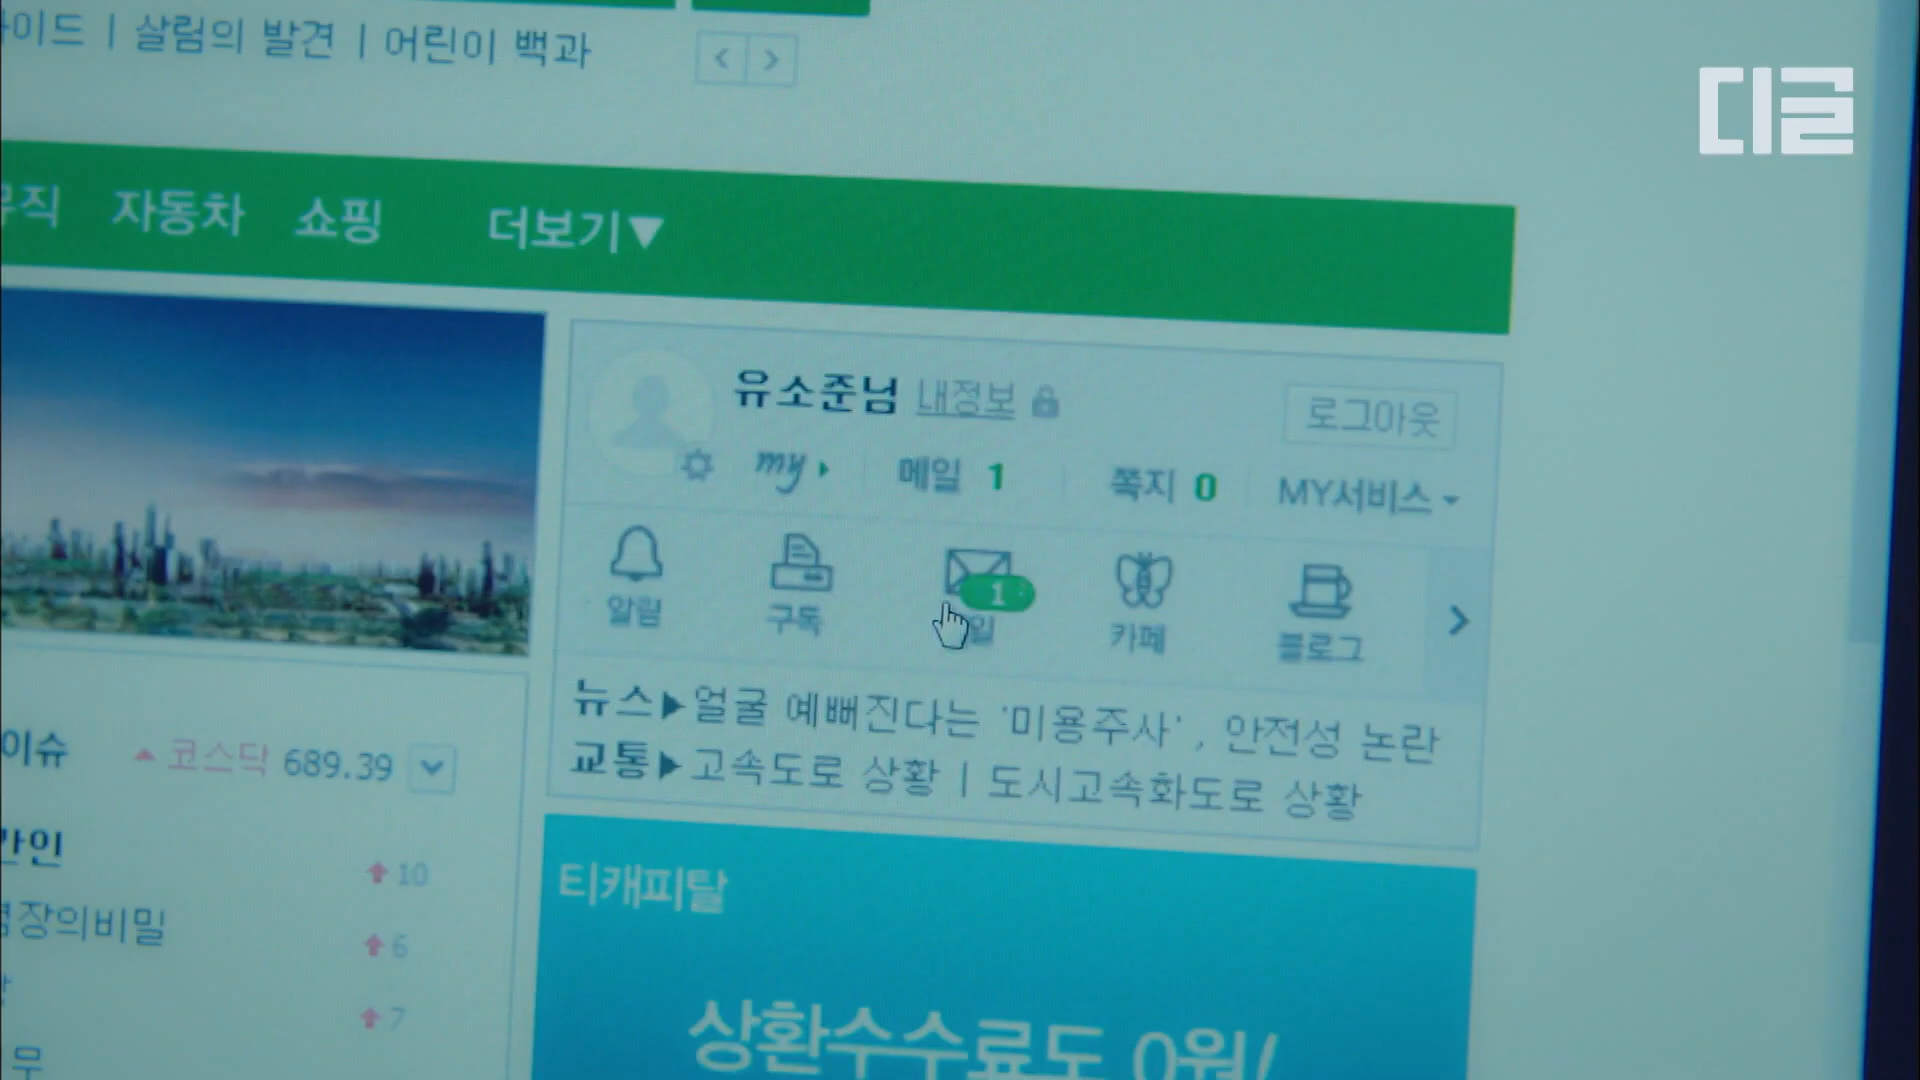 이드 | 살림의 발견 | 어린이 백과
디글
뮤직 자동차 쇼핑 더보기▼
유소준님 내정보 로그아웃
my 메일 1 쪽지 0 MY서비스
1
알림 구독 일 카페 블로그
뉴스▶얼굴 예뻐진다는 '미용주사', 안전성 논란
교통▶고속도로 상황 | 도시고속화도로 상황
이슈 코스닥 689.39
10
장의비밀 6
7
무
티캐피탈
상환수수료도 0원!